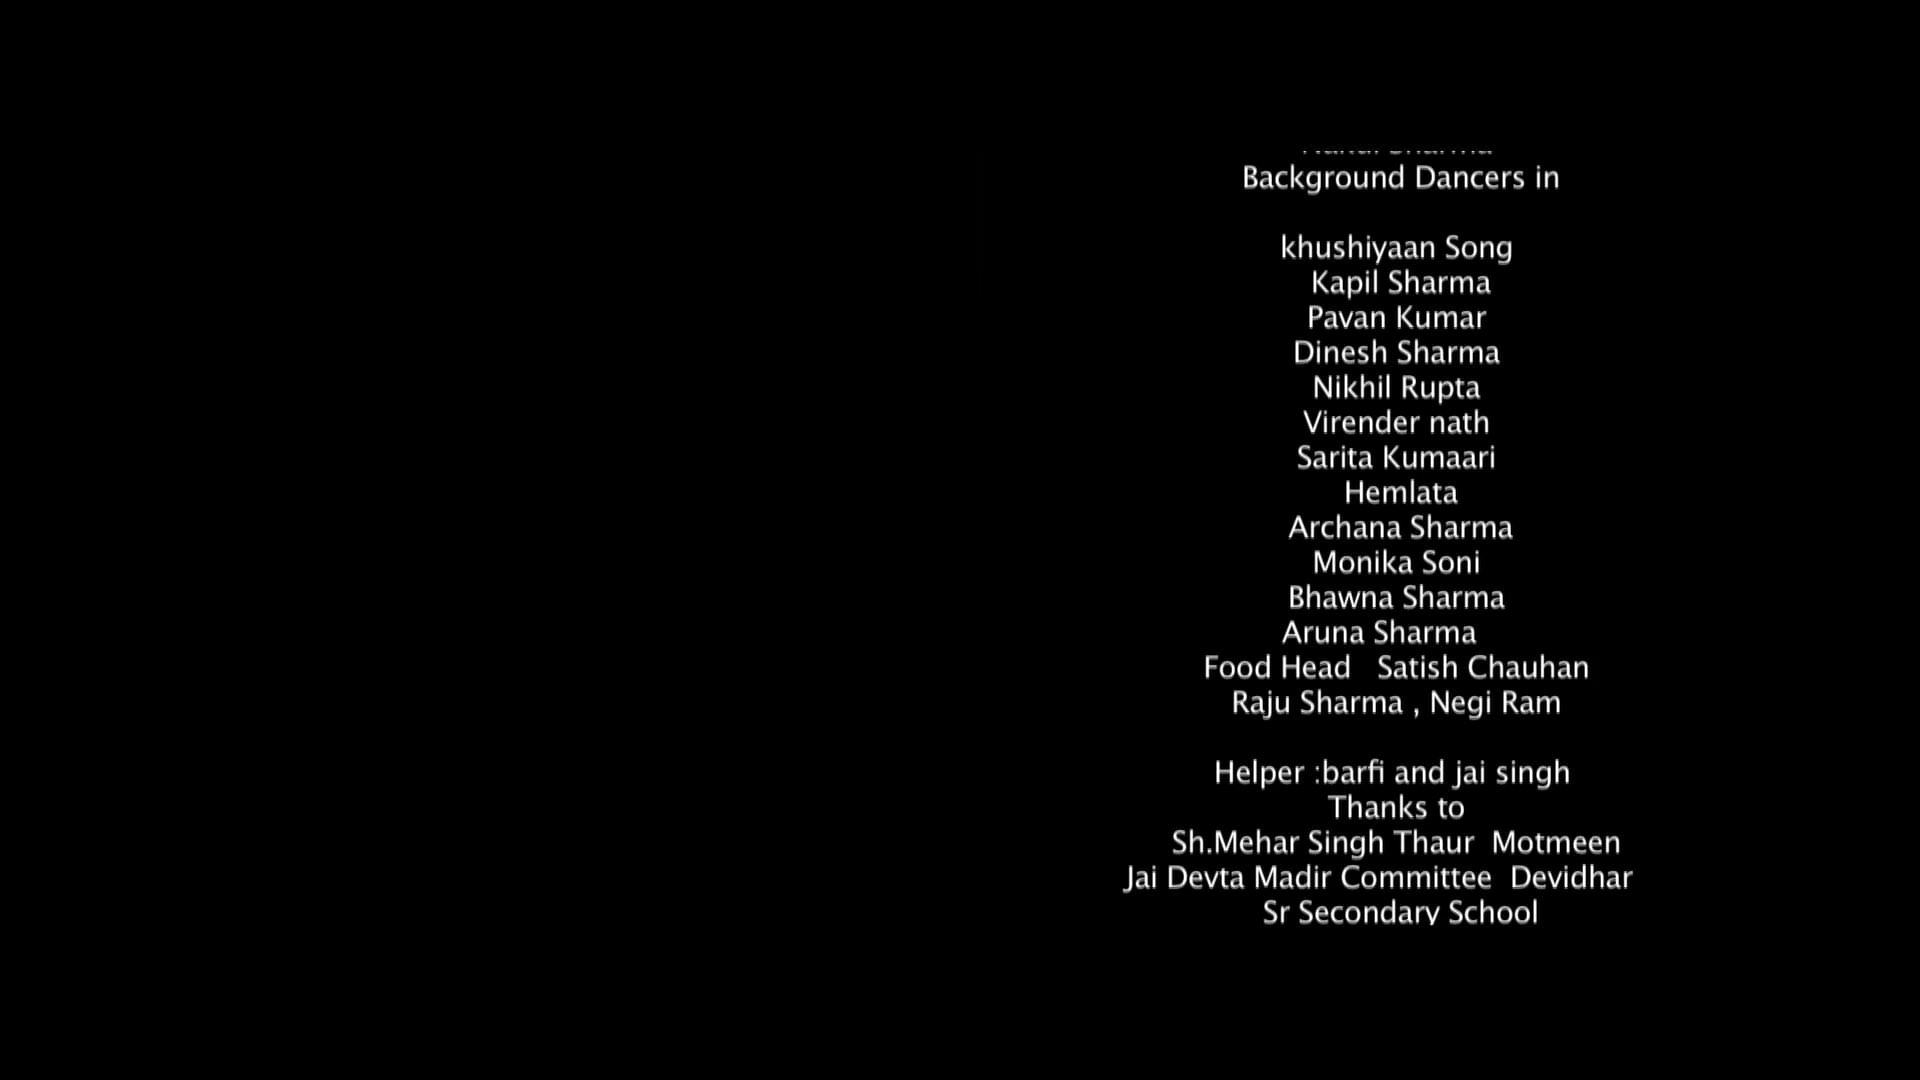 Background Dancers in
khushiyaan Song
Kapil Sharma
Pavan Kumar
Dinesh Sharma
Nikhil Rupta
Virender nath
Sarita Kumaari
Hemlata
Archana Sharma
Monika Soni
Bhawna Sharma
Aruna Sharma
Food Head   Satish Chauhan
Raju Sharma , Negi Ram
Helper :barfi and jai singh
Thanks to
Sh.Mehar Singh Thaur  Motmeen
Jai Devta Madir Committee  Devidhar
Sr Secondary School